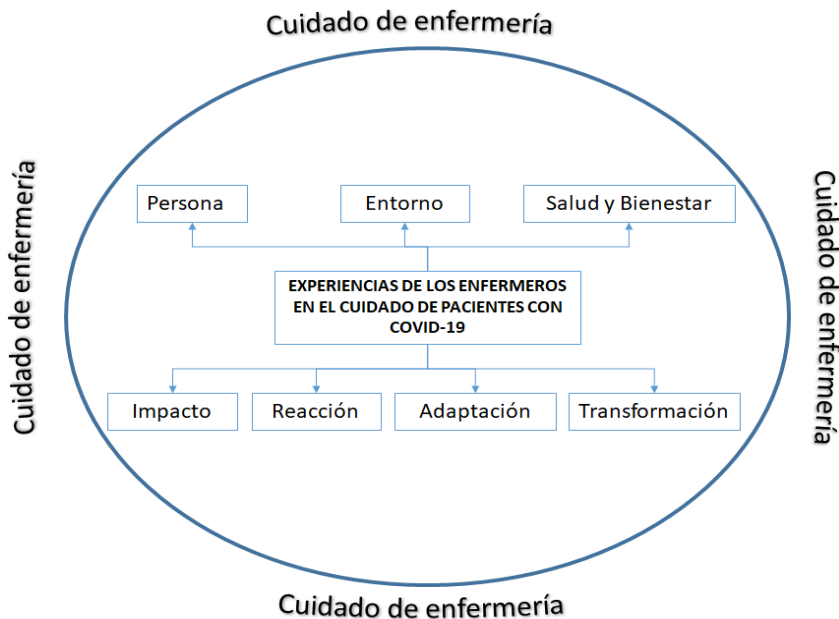 Cuidado de enfermería
Cuidado de enfermería
Persona
Entorno
Salud y Bienestar
Cuidado de enfermería
EXPERIENCIAS DE LOS ENFERMEROS
EN EL CUIDADO DE PACIENTES CON
COVID-19
Impacto
Reacción
Adaptación
Transformación
Cuidado de enfermería